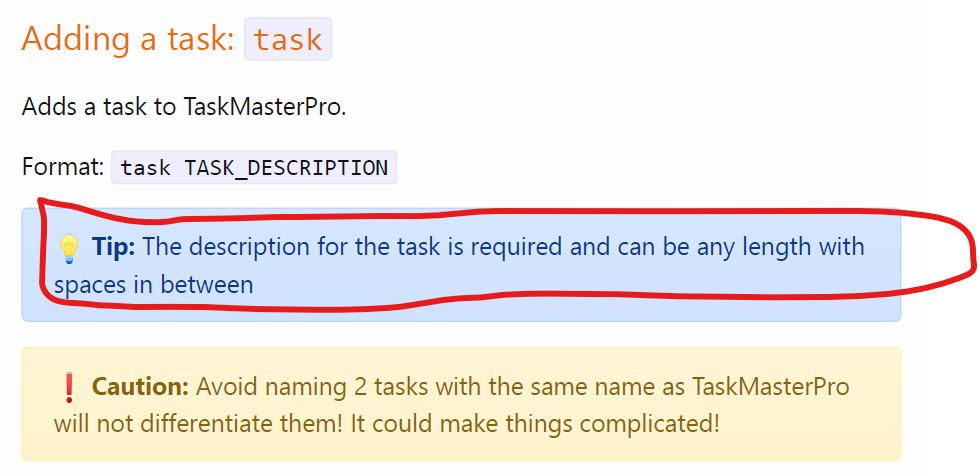 Adding a task: task
Adds a task to TaskMasterPro.
Format: task TASK_DESCRIPTION
💡 Tip: The description for the task is required and can be any length with
spaces in between
❗ Caution: Avoid naming 2 tasks with the same name as TaskMasterPro
will not differentiate them! It could make things complicated!